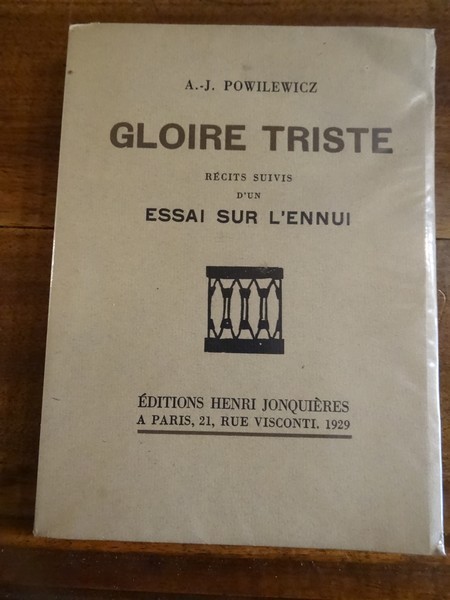 A.-J. POWILEWICZ
GLOIRE TRISTE
RÉCITS SUIVIS
D'UN
ESSAI SUR L'ENNUI
ÉDITIONS HENRI JONQUIÈRES
A PARIS, 21, RUE VISCONTI. 1929